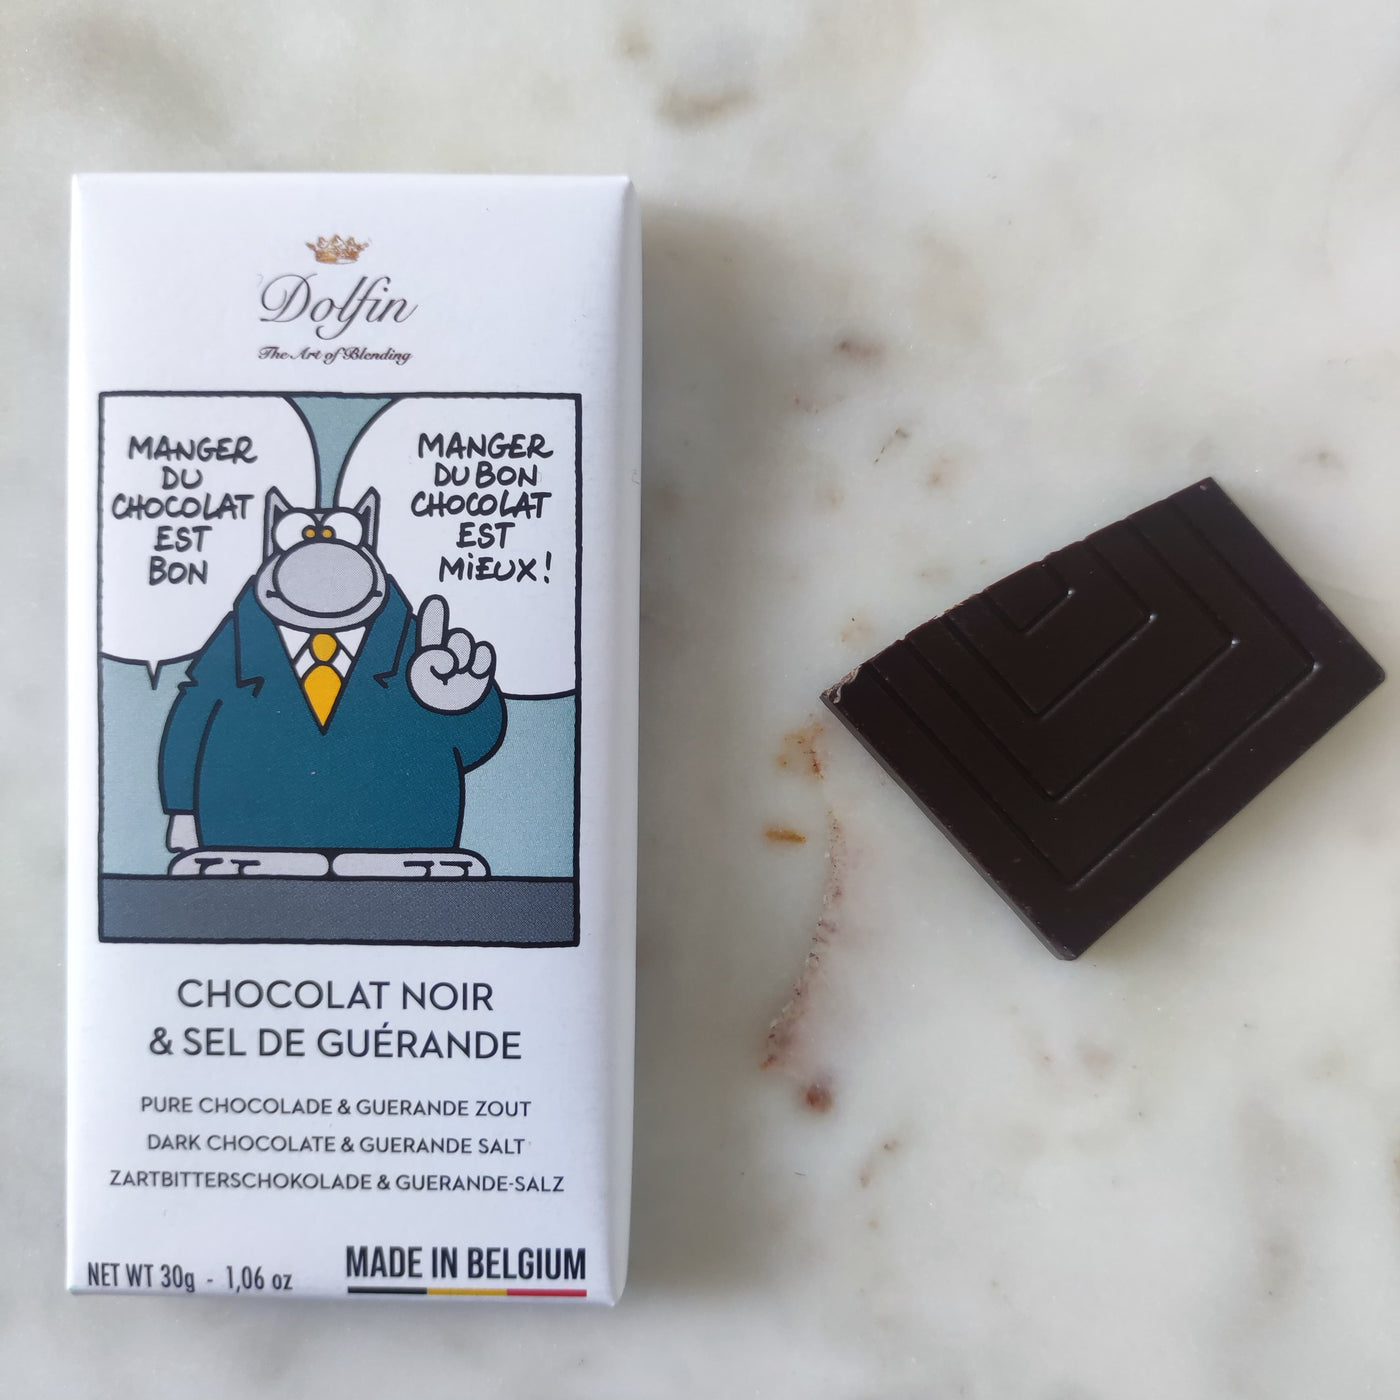 Dolfin
The Art of Blending
MANGER
DU
CHOCOLAT
EST
BON
MANGER
DU BON
CHOCOLAT
EST
MiEUX!
CHOCOLAT NOIR
& SEL DE GUÉRANDE
PURE CHOCOLADE & GUERANDE ZOUT
DARK CHOCOLATE & GUERANDE SALT
ZARTBITTERSCHOKOLADE & GUERANDE-SALZ
NET WT 30g - 1,06 oz
MADE IN BELGIUM